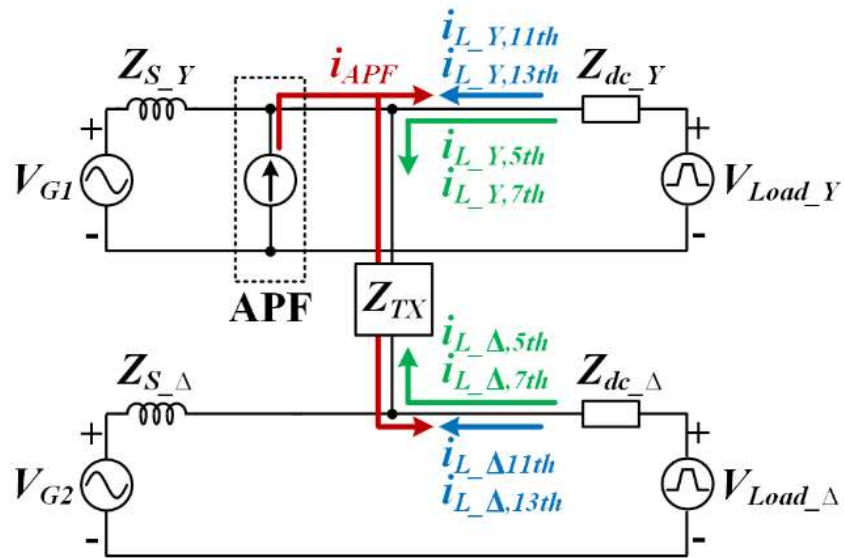 i_{L_Y,11th}
i_{L_Y,13th}
Z_{S_Y}
i_{APF}
Z_{dc_Y}
+
+
V_{G1}
i_{L_Y,5th}
i_{L_Y,7th}
V_{Load_Y}
-
-
APF
Z_{TX}
i_{L_Δ,5th}
i_{L_Δ,7th}
Z_{S_Δ}
Z_{dc_Δ}
+
+
V_{G2}
i_{L_Δ11th}
i_{L_Δ,13th}
V_{Load_Δ}
-
-